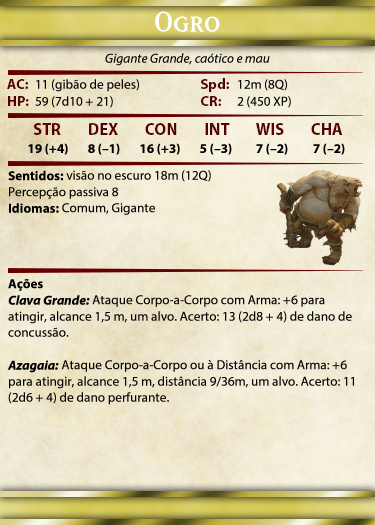 Ogro
Gigante Grande, caótico e mau
AC: 11 (gibão de peles) Spd: 12m (8Q)
HP: 59 (7d10 + 21) CR: 2 (450 XP)
STR DEX CON INT WIS CHA
19 (+4) 8 (–1) 16 (+3) 5 (–3) 7 (–2) 7 (–2)
Sentidos: visão no escuro 18m (12Q)
Percepção passiva 8
Idiomas: Comum, Gigante
Ações
Clava Grande: Ataque Corpo-a-Corpo com Arma: +6 para
atingir, alcance 1,5 m, um alvo. Acerto: 13 (2d8 + 4) de dano de
concussão.
Azagaia: Ataque Corpo-a-Corpo ou à Distância com Arma: +6
para atingir, alcance 1,5 m, distância 9/36m, um alvo. Acerto: 11
(2d6 + 4) de dano perfurante.